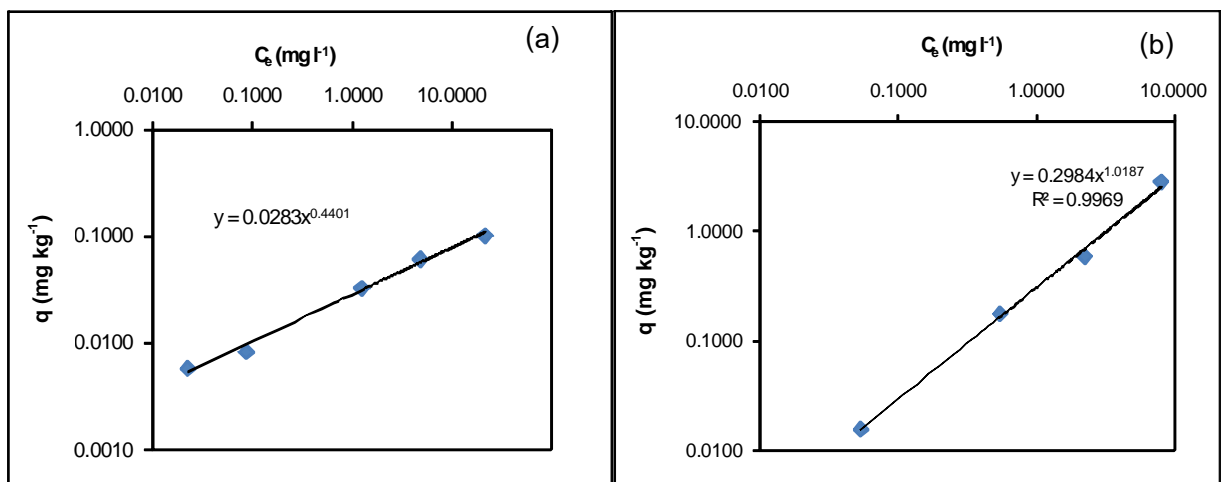 (a)
Cₑ (mg l⁻¹)
0.0100 0.1000 1.0000 10.0000
1.0000
0.1000
0.0100
0.0010
q (mg kg⁻¹)
y = 0.0283x⁰·⁴⁴⁰¹
(b)
Cₑ (mg l⁻¹)
0.0100 0.1000 1.0000 10.0000
10.0000
1.0000
0.1000
0.0100
q (mg kg⁻¹)
y = 0.2984x¹·⁰¹⁸⁷
R² = 0.9969